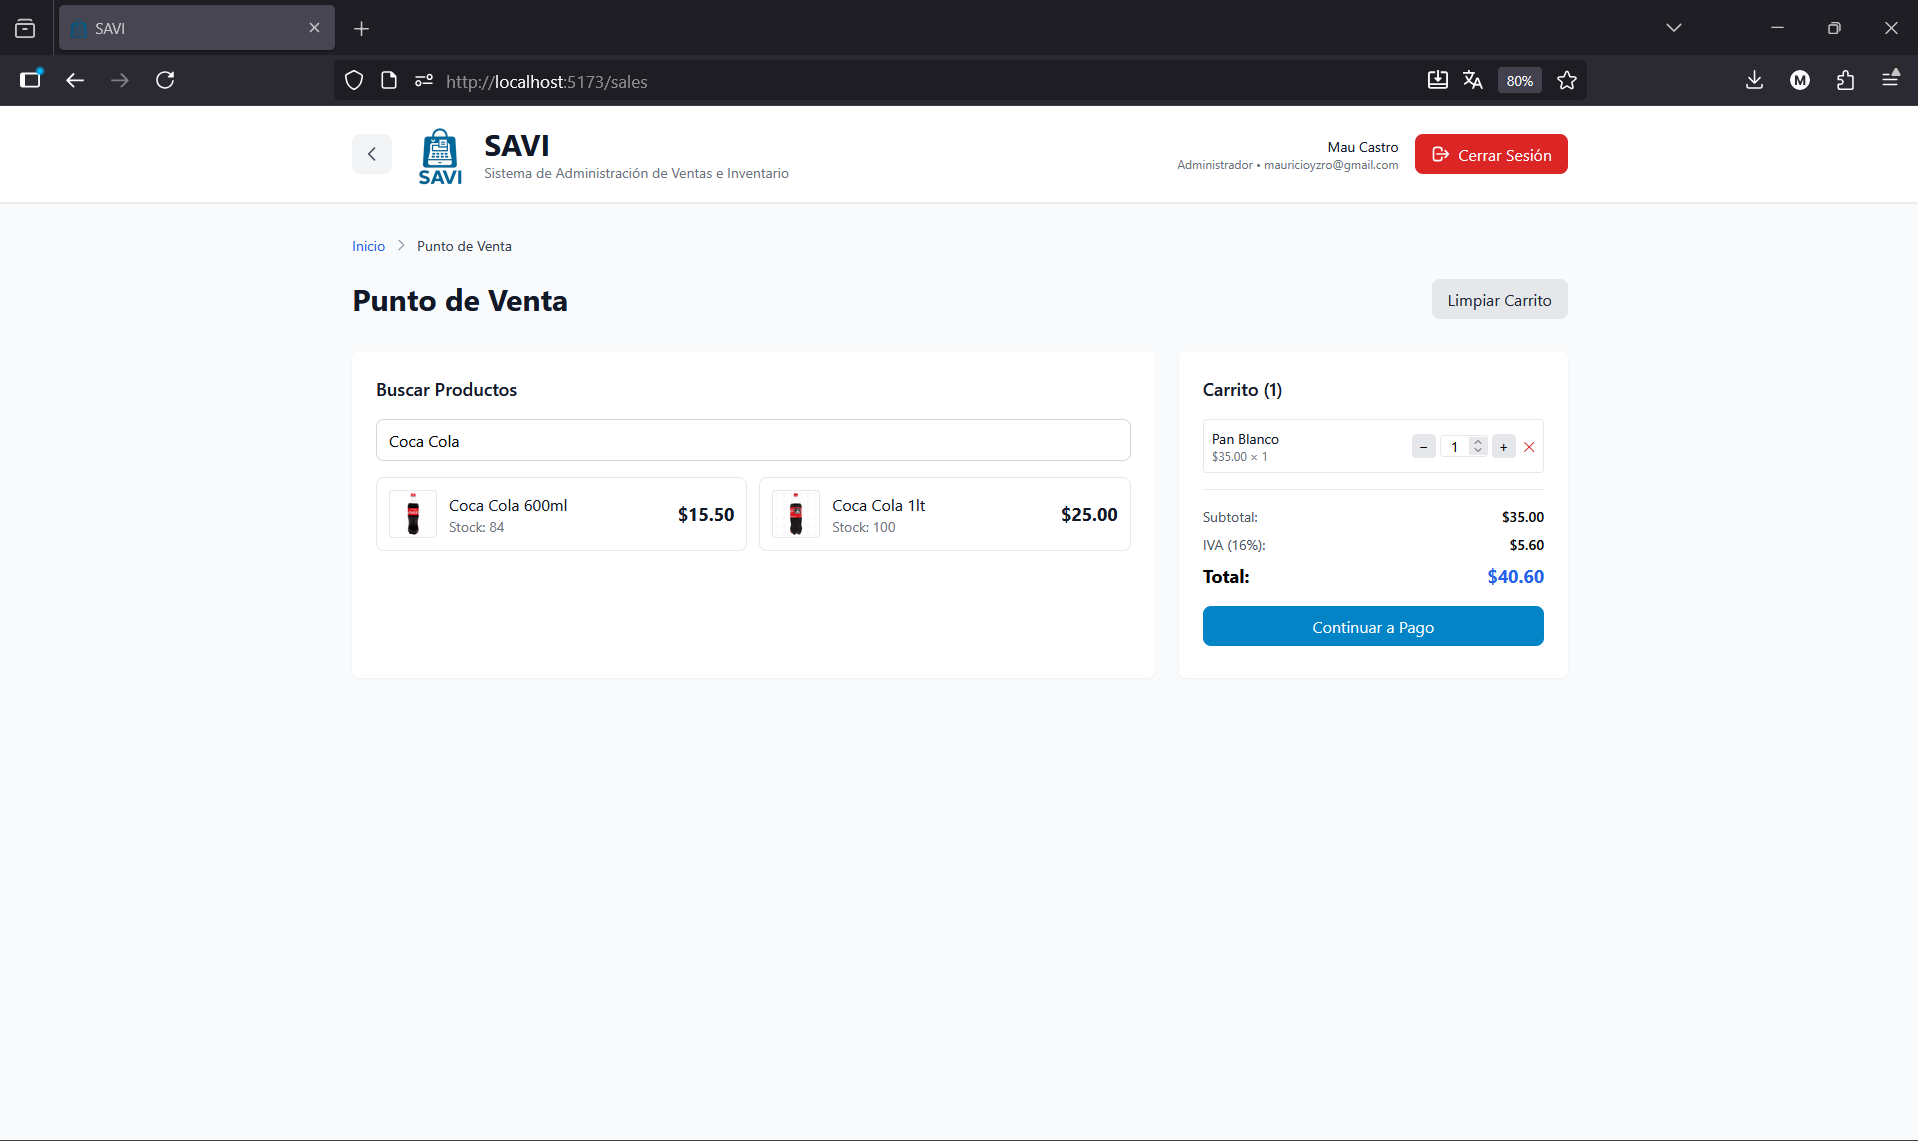 SAVI
http://localhost:5173/sales
80%
M
SAVI
SAVI
Sistema de Administración de Ventas e Inventario
Mau Castro
Administrador • mauricioyzro@gmail.com
Cerrar Sesión
Inicio
Punto de Venta
Punto de Venta
Limpiar Carrito
Buscar Productos
Coca Cola
Coca Cola 600ml
Stock: 84
$15.50
Coca Cola 1lt
Stock: 100
$25.00
Carrito (1)
Pan Blanco
$35.00 × 1
−
1
+
Subtotal:
$35.00
IVA (16%):
$5.60
Total:
$40.60
Continuar a Pago